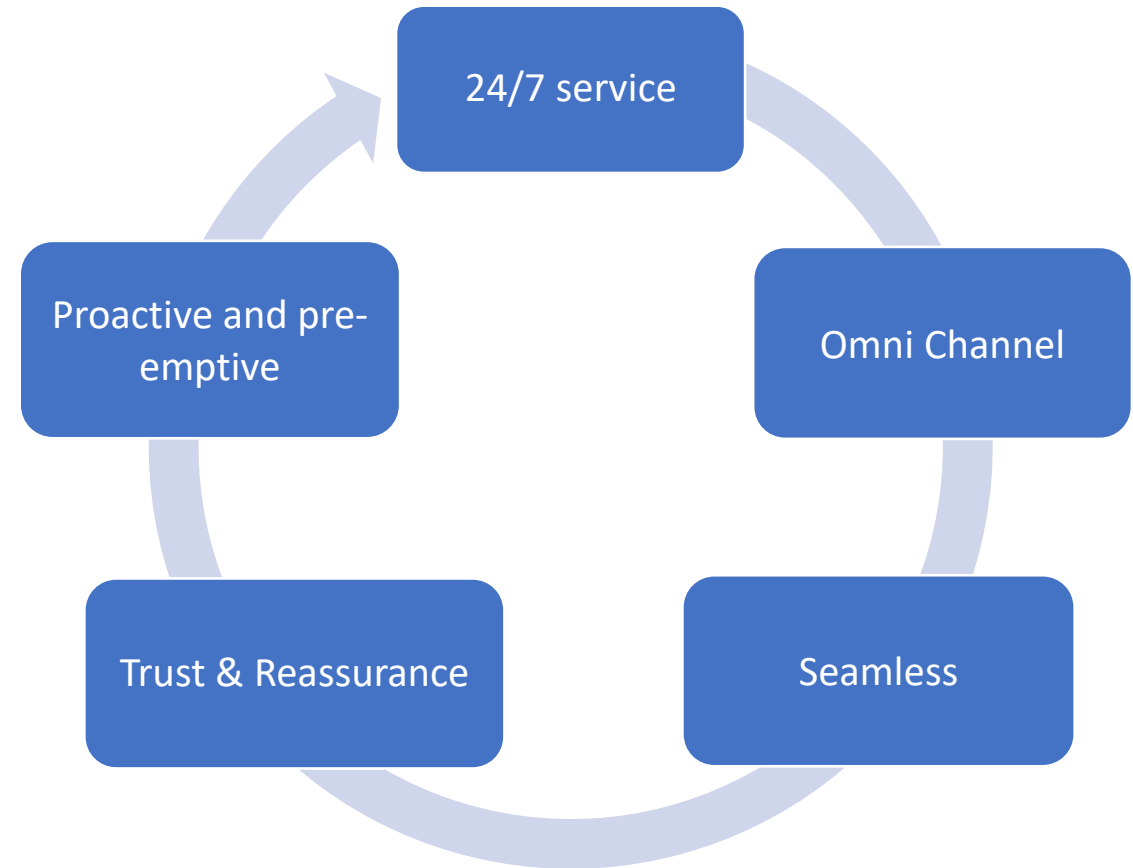 24/7 service
Omni Channel
Seamless
Trust & Reassurance
Proactive and pre-
emptive